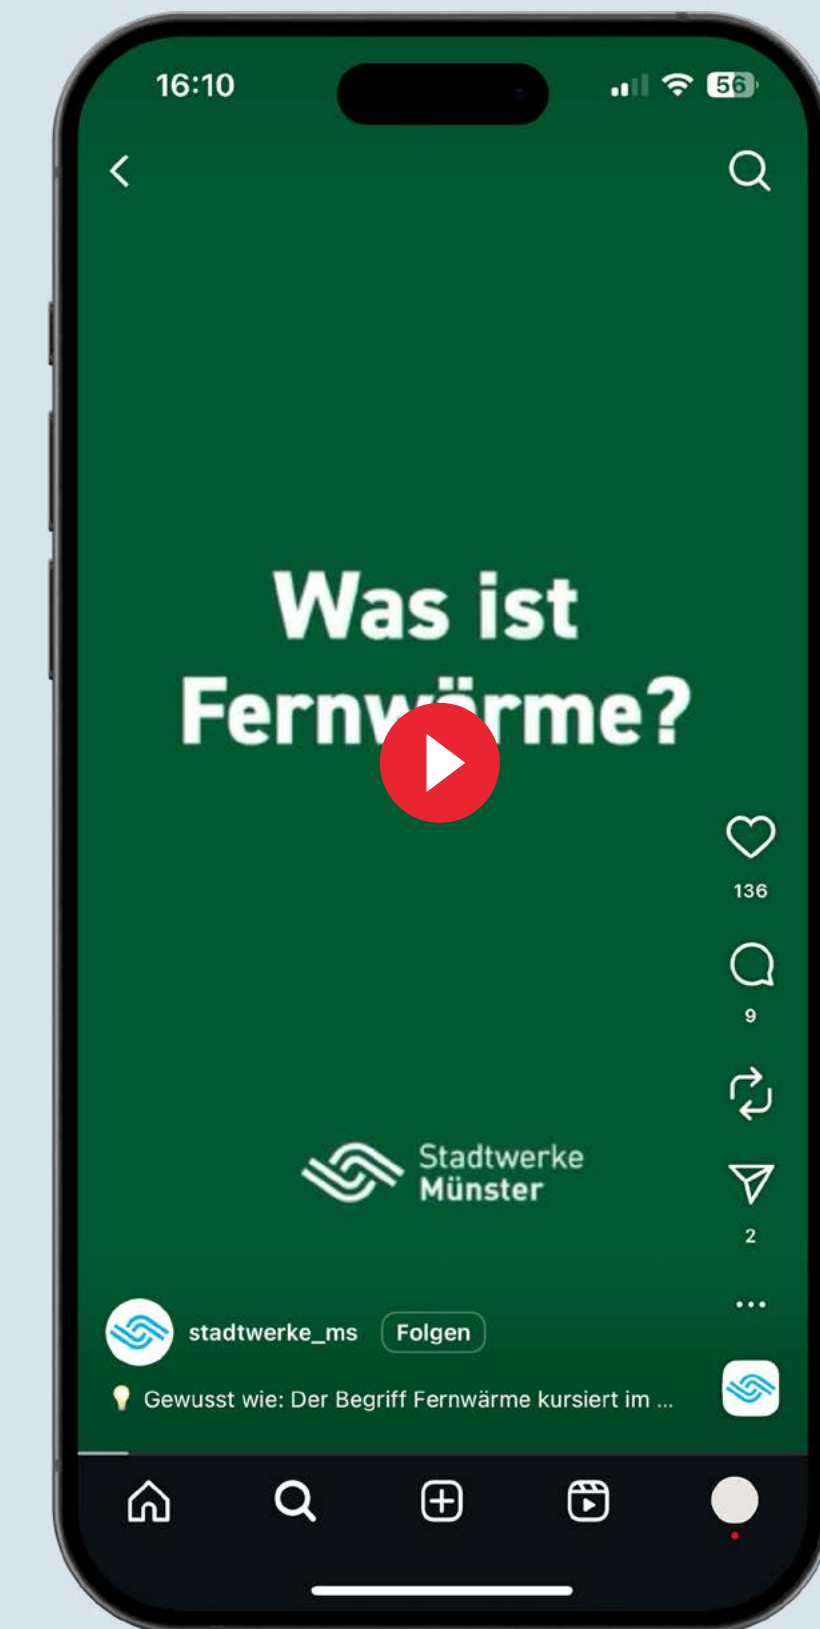 16:10
56
Was ist
Fernwärme?
136
9
2
Stadtwerke
Münster
stadtwerke_ms
Folgen
Gewusst wie: Der Begriff Fernwärme kursiert im ...